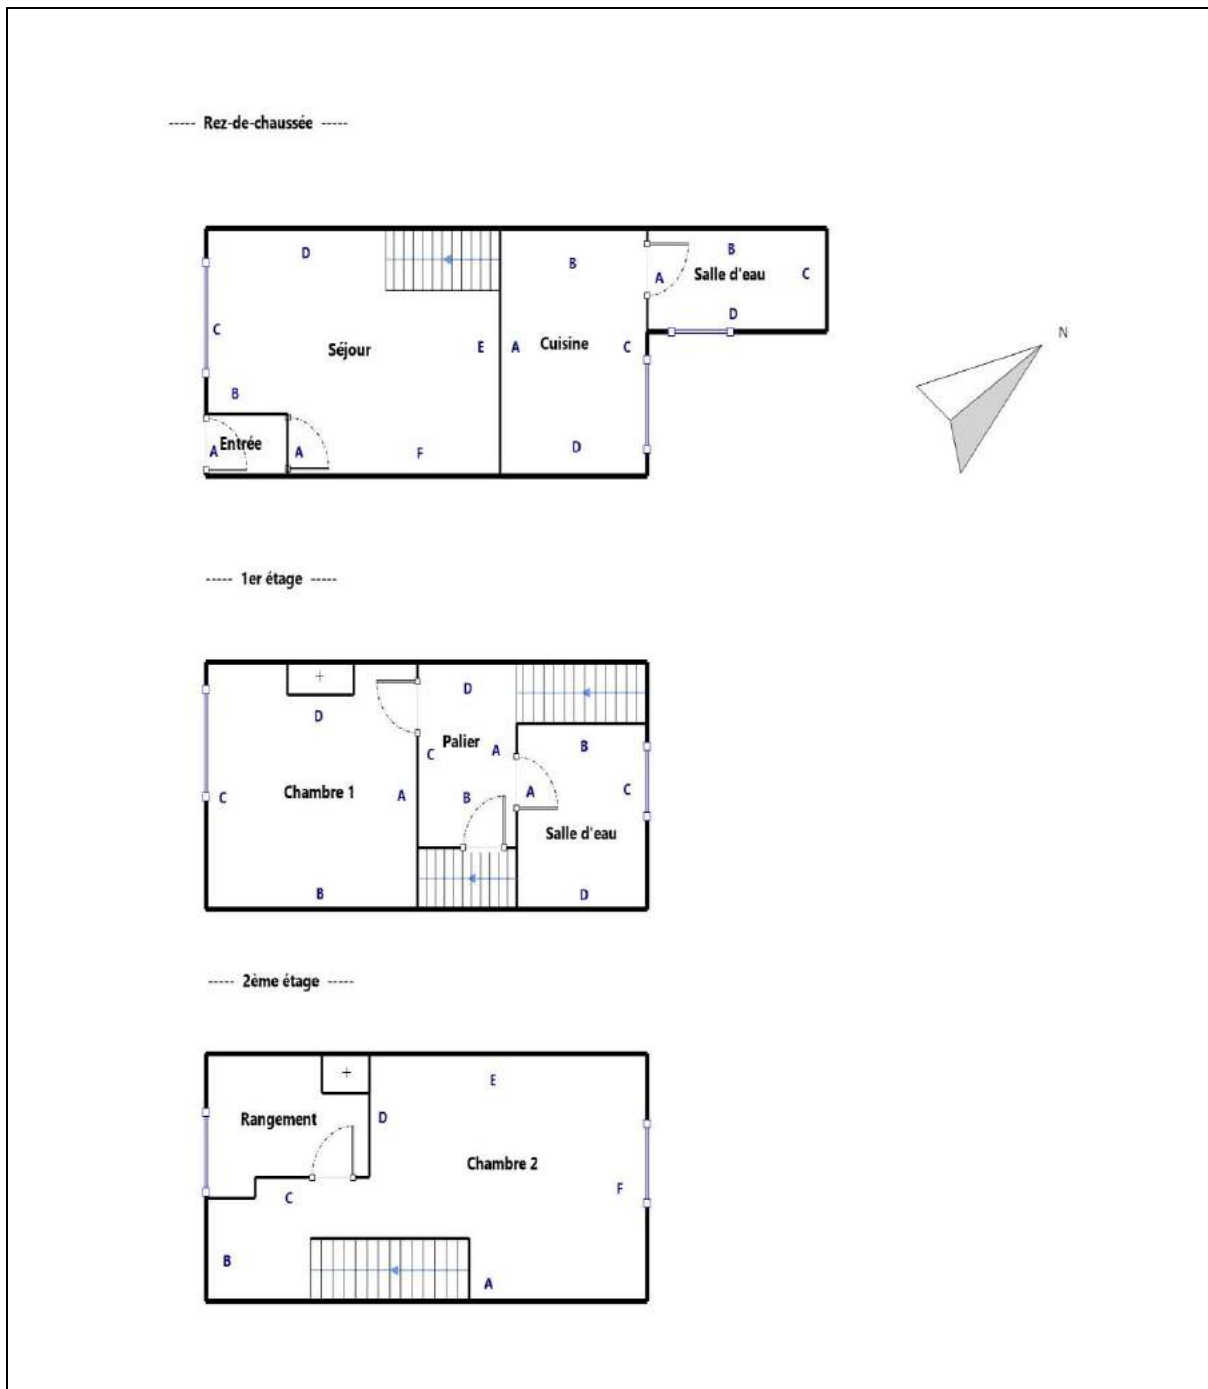 ----- Rez-de-chaussée -----
D
B
B
A
Salle d'eau
C
D
C
Séjour
E
A
Cuisine
C
N
B
A
Entrée
A
F
D
----- 1er étage -----
D
D
Palier
C
A
B
Chambre 1
A
C
B
A
C
Salle d'eau
B
D
----- 2ème étage -----
E
Rangement
D
Chambre 2
C
F
B
A